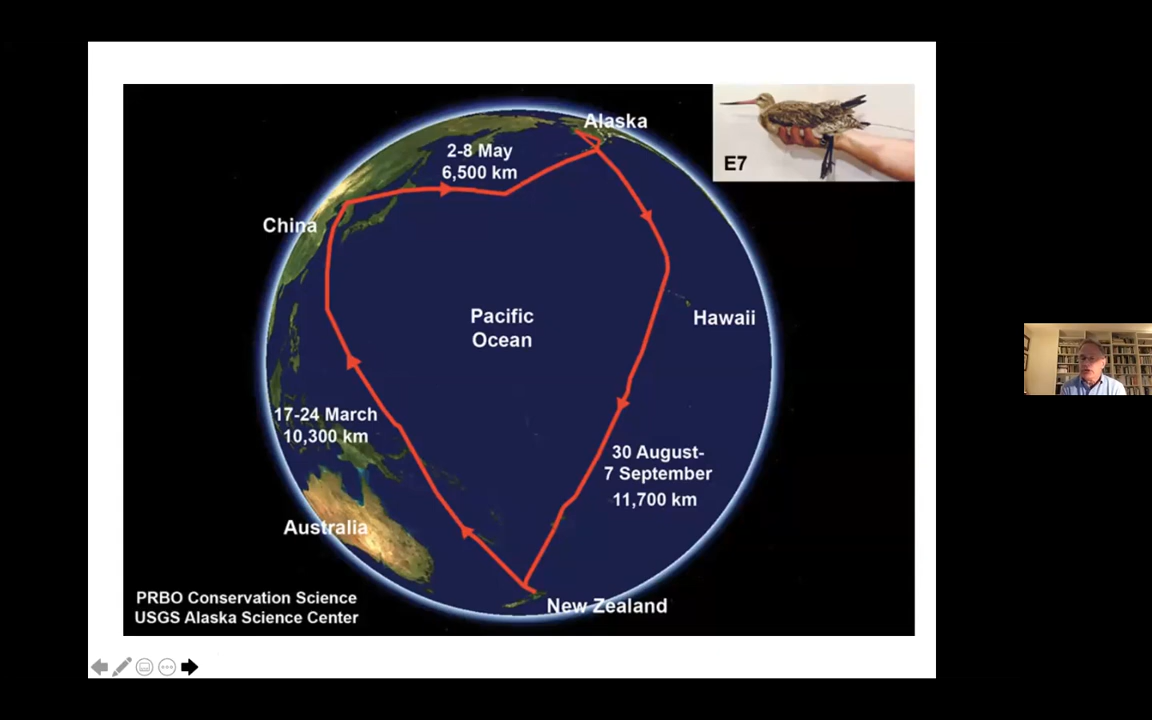 Alaska
E7
2-8 May
6,500 km
China
Hawaii
Pacific
Ocean
17-24 March
10,300 km
30 August-
7 September
11,700 km
Australia
PRBO Conservation Science
USGS Alaska Science Center
New Zealand